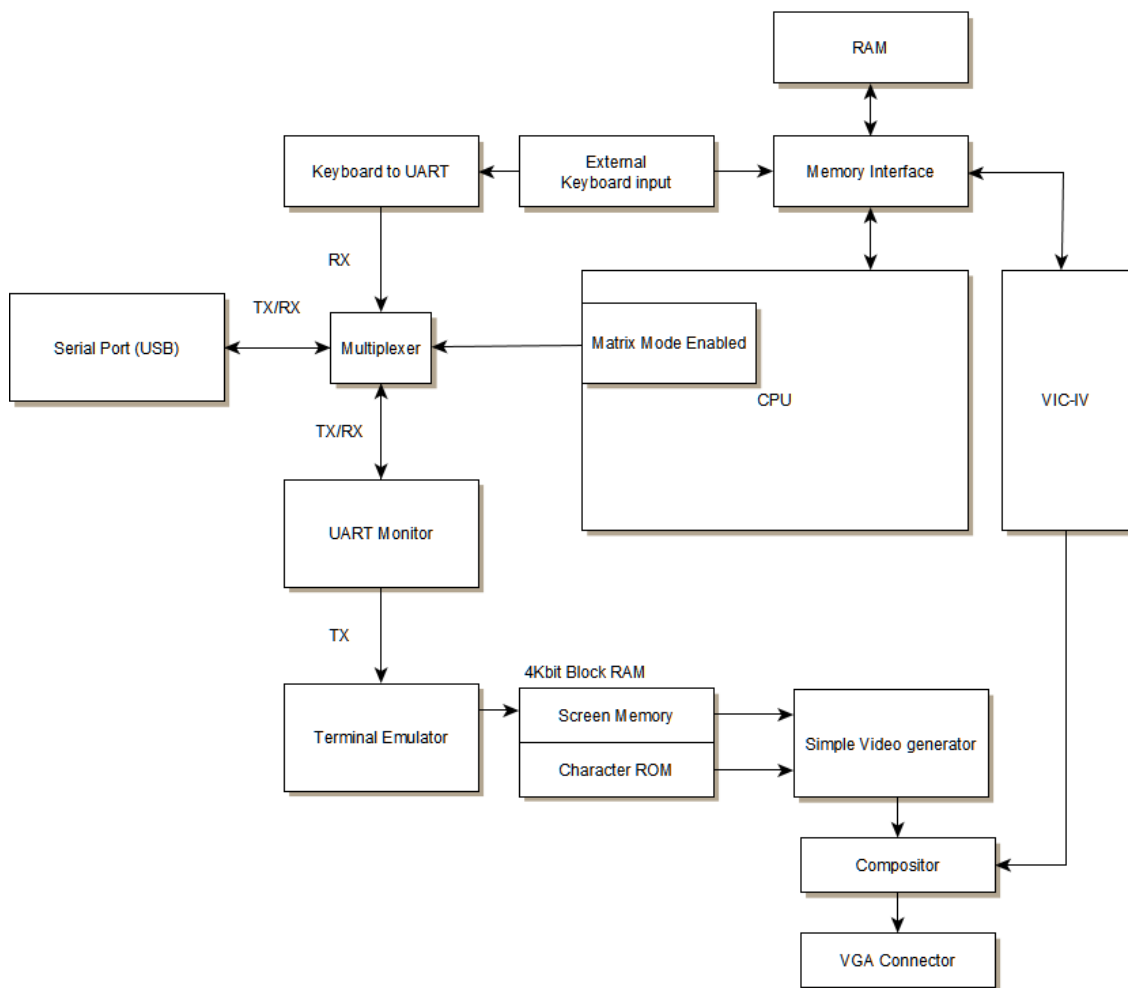 RAM
Keyboard to UART
External
Keyboard input
Memory Interface
RX
TX/RX
Serial Port (USB)
Multiplexer
Matrix Mode Enabled
CPU
VIC-IV
TX/RX
UART Monitor
TX
4Kbit Block RAM
Terminal Emulator
Screen Memory
Character ROM
Simple Video generator
Compositor
VGA Connector